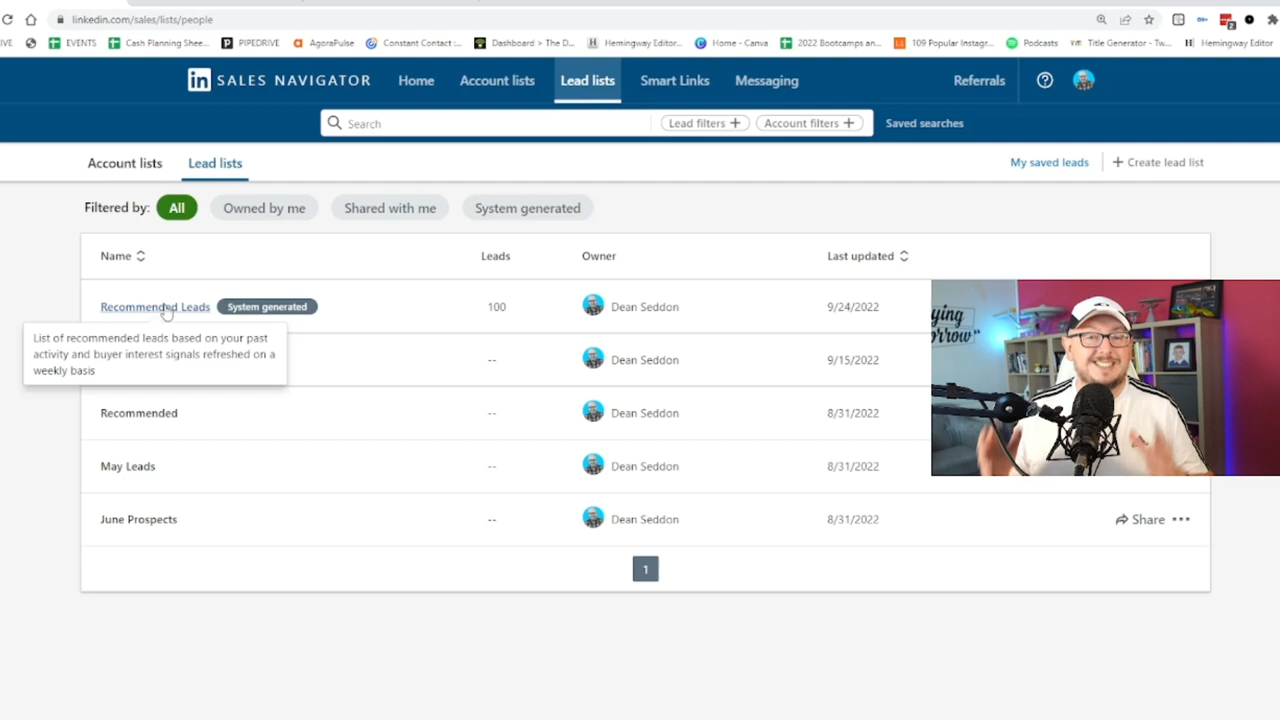 linkedin.com/sales/lists/people
IVE
EVENTS
Cash Planning Shee...
PIPEDRIVE
AgoraPulse
Constant Contact :...
Dashboard > The D...
Hemingway Editor...
Home - Canva
2022 Bootcamps an...
109 Popular Instagr...
Podcasts
Title Generator - Tw...
Hemingway Editor
in SALES NAVIGATOR
Home
Account lists
Lead lists
Smart Links
Messaging
Referrals
Search
Lead filters +
Account filters +
Saved searches
Account lists
Lead lists
My saved leads
+ Create lead list
Filtered by:
All
Owned by me
Shared with me
System generated
Name
Leads
Owner
Last updated
Recommended Leads
System generated
100
Dean Seddon
9/24/2022
List of recommended leads based on your past
activity and buyer interest signals refreshed on a
weekly basis
--
Dean Seddon
9/15/2022
Recommended
--
Dean Seddon
8/31/2022
May Leads
--
Dean Seddon
8/31/2022
June Prospects
--
Dean Seddon
8/31/2022
Share
1